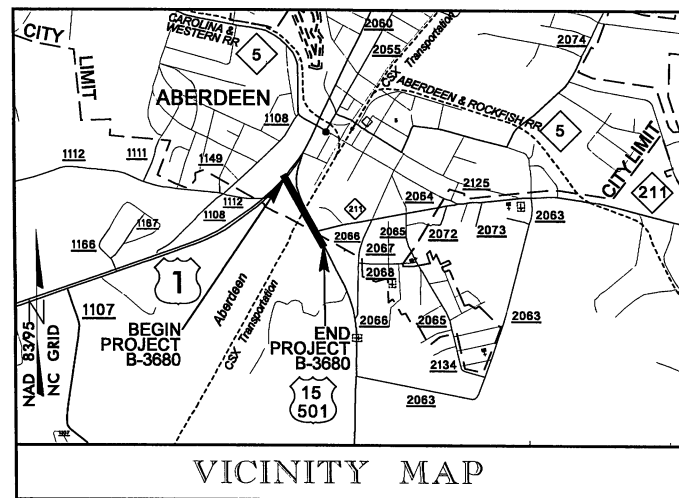 CITY
LIMIT
CAROLINA &
WESTERN RR
5
2060
2055
CSX Transportation
2074
ABERDEEN
1108
ABERDEEN & ROCKFISH RR
5
CITY LIMIT
211
1112
1111
1149
1112
1108
2064
2125
211
2063
2066
2065
2072
2073
2067
2068
1166
1167
1
Aberdeen
CSX Transportation
1107
BEGIN
PROJECT
B-3680
END
PROJECT
B-3680
15
501
2066
2065
2063
2134
2063
NAD 83/95
NC GRID
VICINITY MAP